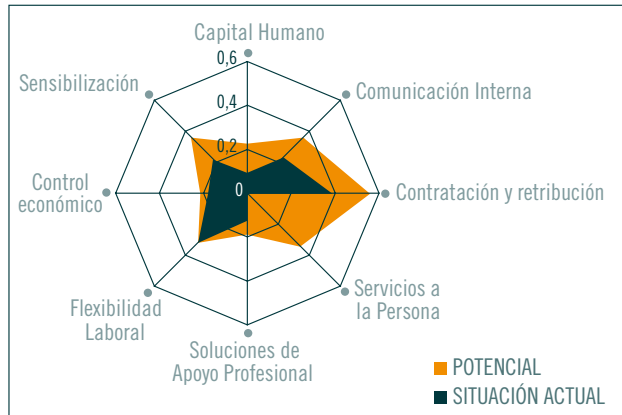 Capital Humano
0,6
Sensibilización
Comunicación Interna
0,4
0,2
Control
económico
0
Contratación y retribución
Flexibilidad
Laboral
Servicios a
la Persona
Soluciones de
Apoyo Profesional
POTENCIAL
SITUACIÓN ACTUAL